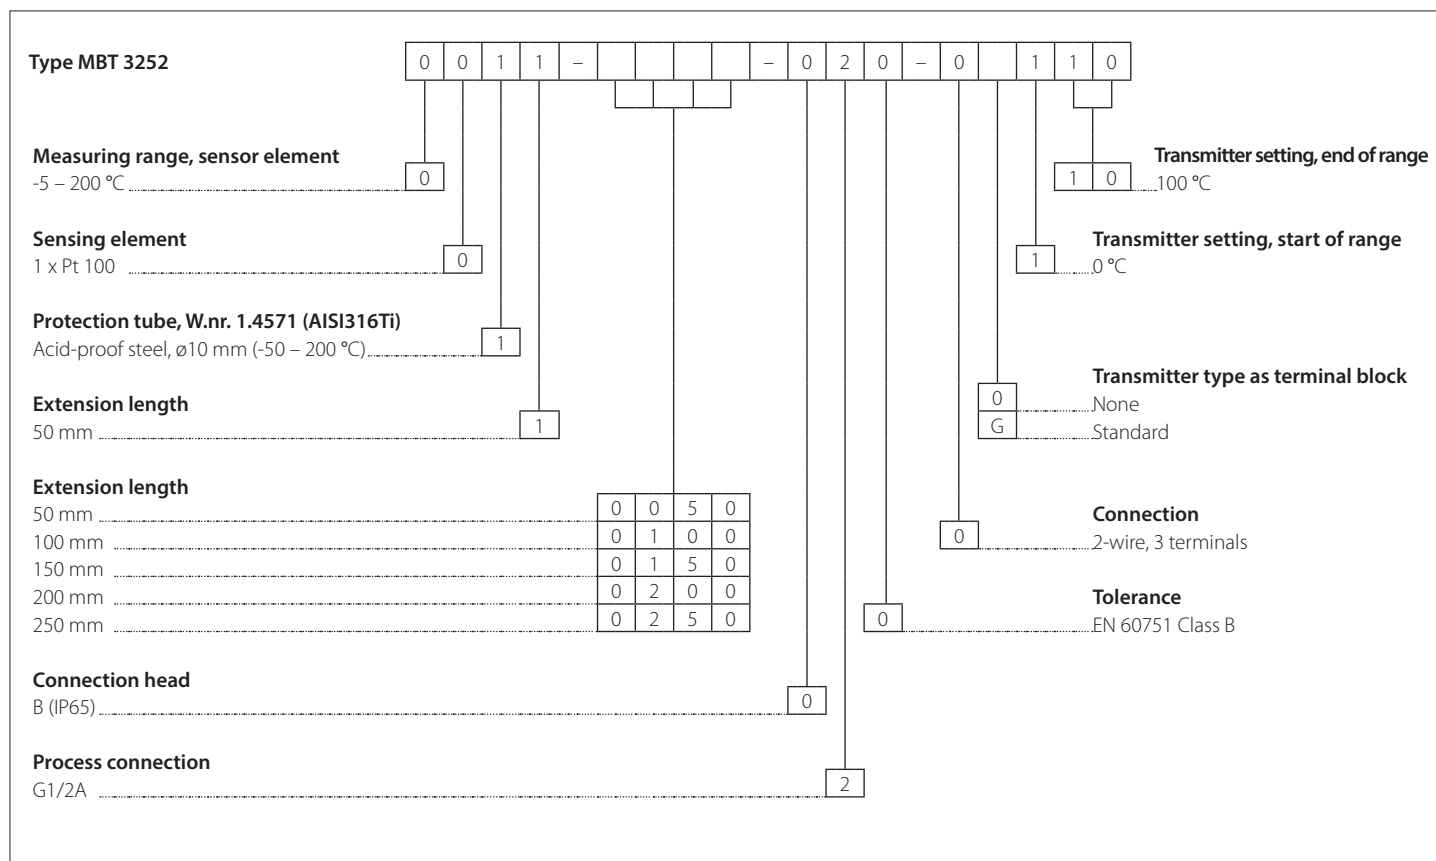 Type MBT 3252 0 0 1 1 – – 0 2 0 – 0 1 1 0
Measuring range, sensor element
-5 – 200 °C 0
Transmitter setting, end of range
1 0 100 °C
Sensing element
1 x Pt 100 0
Transmitter setting, start of range
1 0 °C
Protection tube, W.nr. 1.4571 (AISI316Ti)
Acid-proof steel, ø10 mm (-50 – 200 °C) 1
Transmitter type as terminal block
0 None
G Standard
Extension length
50 mm 1
Extension length
50 mm 0 0 5 0
100 mm 0 1 0 0
150 mm 0 1 5 0
200 mm 0 2 0 0
250 mm 0 2 5 0
Connection
0 2-wire, 3 terminals
Tolerance
0 EN 60751 Class B
Connection head
B (IP65) 0
Process connection
G1/2A 2